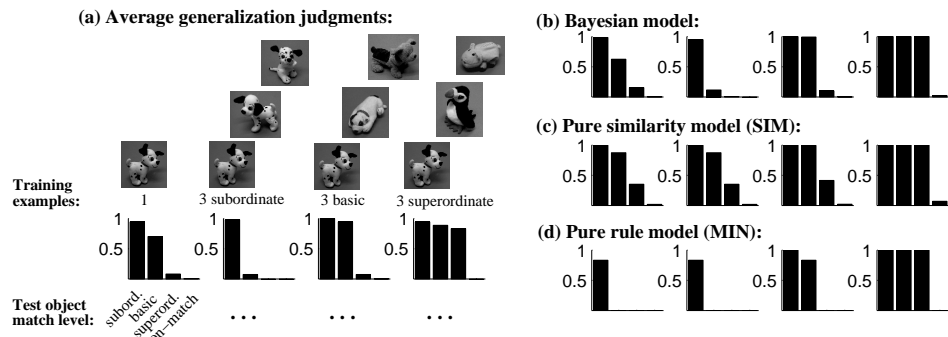 (a) Average generalization judgments:
Training
examples:
1
3 subordinate
3 basic
3 superordinate
1
0.5
1
0.5
1
0.5
1
0.5
Test object
match level:
subord.
basic
superord.
on−match
...
...
...
(b) Bayesian model:
1
0.5
1
0.5
1
0.5
1
0.5
(c) Pure similarity model (SIM):
1
0.5
1
0.5
1
0.5
1
0.5
(d) Pure rule model (MIN):
1
0.5
1
0.5
1
0.5
1
0.5